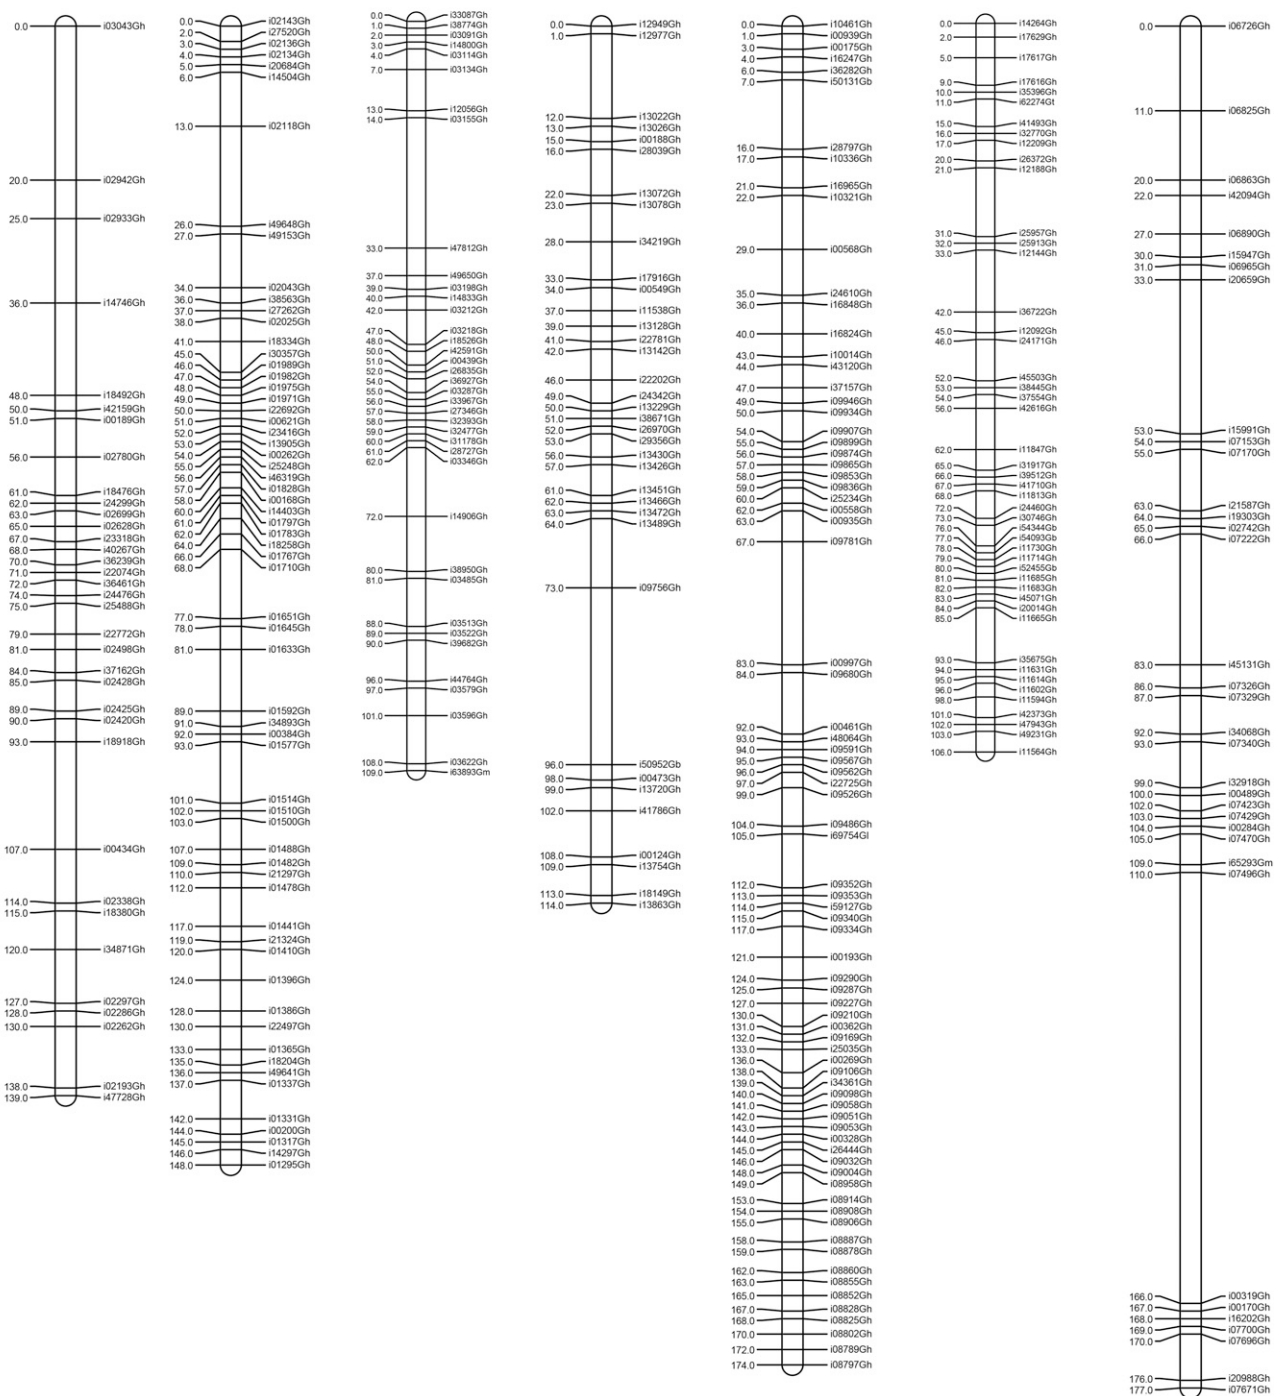 0.0 i03043Gh
20.0 i02942Gh
25.0 i02933Gh
36.0 i14746Gh
48.0 i18492Gh
50.0 i42159Gh
51.0 i00189Gh
56.0 i02780Gh
61.0 i18476Gh
62.0 i24299Gh
63.0 i02699Gh
65.0 i02628Gh
67.0 i23318Gh
68.0 i40267Gh
70.0 i36239Gh
71.0 i22074Gh
72.0 i36461Gh
74.0 i24476Gh
75.0 i25488Gh
79.0 i22772Gh
81.0 i02498Gh
84.0 i37162Gh
85.0 i02428Gh
89.0 i02425Gh
90.0 i02420Gh
93.0 i18918Gh
107.0 i00434Gh
114.0 i02338Gh
115.0 i18380Gh
120.0 i34871Gh
127.0 i02297Gh
128.0 i02286Gh
130.0 i02262Gh
138.0 i02193Gh
139.0 i47728Gh
0.0 i02143Gh
2.0 i27520Gh
3.0 i02136Gh
4.0 i02134Gh
5.0 i20684Gh
6.0 i14504Gh
13.0 i02118Gh
26.0 i49648Gh
27.0 i49153Gh
34.0 i02043Gh
36.0 i38563Gh
37.0 i27262Gh
38.0 i02025Gh
41.0 i18334Gh
45.0 i30357Gh
46.0 i01989Gh
47.0 i01982Gh
48.0 i01975Gh
49.0 i01971Gh
50.0 i22692Gh
51.0 i00621Gh
52.0 i23416Gh
53.0 i13905Gh
54.0 i00262Gh
55.0 i25248Gh
56.0 i46319Gh
57.0 i01828Gh
58.0 i00168Gh
60.0 i14403Gh
61.0 i01797Gh
62.0 i01783Gh
64.0 i18258Gh
66.0 i01767Gh
68.0 i01710Gh
77.0 i01651Gh
78.0 i01645Gh
81.0 i01633Gh
89.0 i01592Gh
91.0 i34893Gh
92.0 i00384Gh
93.0 i01577Gh
101.0 i01514Gh
102.0 i01510Gh
103.0 i01500Gh
107.0 i01488Gh
109.0 i01482Gh
110.0 i21297Gh
112.0 i01478Gh
117.0 i01441Gh
119.0 i21324Gh
120.0 i01410Gh
124.0 i01396Gh
128.0 i01386Gh
130.0 i22497Gh
133.0 i01365Gh
135.0 i18204Gh
136.0 i49641Gh
137.0 i01337Gh
142.0 i01331Gh
144.0 i00200Gh
145.0 i01317Gh
146.0 i14297Gh
148.0 i01295Gh
0.0 i33087Gh
1.0 i38774Gh
2.0 i03091Gh
3.0 i14800Gh
4.0 i03114Gh
7.0 i03134Gh
13.0 i12056Gh
14.0 i03155Gh
33.0 i47812Gh
37.0 i49650Gh
39.0 i03198Gh
40.0 i14833Gh
42.0 i03212Gh
47.0 i03218Gh
48.0 i18526Gh
50.0 i42591Gh
51.0 i00439Gh
52.0 i26835Gh
54.0 i36927Gh
55.0 i03287Gh
56.0 i33967Gh
57.0 i27346Gh
58.0 i32393Gh
59.0 i32477Gh
60.0 i31178Gh
61.0 i28727Gh
62.0 i03346Gh
72.0 i14906Gh
80.0 i38950Gh
81.0 i03485Gh
88.0 i03513Gh
89.0 i03522Gh
90.0 i39682Gh
96.0 i44764Gh
97.0 i03579Gh
101.0 i03596Gh
108.0 i03622Gh
109.0 i63893Gm
0.0 i12949Gh
1.0 i12977Gh
12.0 i13022Gh
13.0 i13026Gh
15.0 i00188Gh
16.0 i28039Gh
22.0 i13072Gh
23.0 i13078Gh
28.0 i34219Gh
33.0 i17916Gh
34.0 i00549Gh
37.0 i11538Gh
39.0 i13128Gh
41.0 i22781Gh
42.0 i13142Gh
46.0 i22202Gh
49.0 i24342Gh
50.0 i13229Gh
51.0 i38671Gh
52.0 i26970Gh
53.0 i29356Gh
56.0 i13430Gh
57.0 i13426Gh
61.0 i13451Gh
62.0 i13466Gh
63.0 i13472Gh
64.0 i13489Gh
73.0 i09756Gh
96.0 i50952Gb
98.0 i00473Gh
99.0 i13720Gh
102.0 i41786Gh
108.0 i00124Gh
109.0 i13754Gh
113.0 i18149Gh
114.0 i13863Gh
0.0 i10461Gh
1.0 i00939Gh
3.0 i00175Gh
4.0 i16247Gh
6.0 i36282Gh
7.0 i50131Gb
16.0 i28797Gh
17.0 i10336Gh
21.0 i16965Gh
22.0 i10321Gh
29.0 i00568Gh
35.0 i24610Gh
36.0 i16848Gh
40.0 i16824Gh
43.0 i10014Gh
44.0 i43120Gh
47.0 i37157Gh
49.0 i09946Gh
50.0 i09934Gh
54.0 i09907Gh
55.0 i09899Gh
56.0 i09874Gh
57.0 i09865Gh
58.0 i09853Gh
59.0 i09836Gh
60.0 i25234Gh
62.0 i00558Gh
63.0 i00935Gh
67.0 i09781Gh
83.0 i00997Gh
84.0 i09680Gh
92.0 i00461Gh
93.0 i48064Gh
94.0 i09591Gh
95.0 i09567Gh
96.0 i09562Gh
97.0 i22725Gh
99.0 i09526Gh
104.0 i09486Gh
105.0 i69754Gl
112.0 i09352Gh
113.0 i09353Gh
114.0 i59127Gb
115.0 i09340Gh
117.0 i09334Gh
121.0 i00193Gh
124.0 i09290Gh
125.0 i09287Gh
127.0 i09227Gh
130.0 i09210Gh
131.0 i00362Gh
132.0 i09169Gh
133.0 i25035Gh
136.0 i00269Gh
138.0 i09106Gh
139.0 i34361Gh
140.0 i09098Gh
141.0 i09058Gh
142.0 i09051Gh
143.0 i09053Gh
144.0 i00328Gh
145.0 i26444Gh
146.0 i09032Gh
148.0 i09004Gh
149.0 i08958Gh
153.0 i08914Gh
154.0 i08908Gh
155.0 i08906Gh
158.0 i08887Gh
159.0 i08878Gh
162.0 i08860Gh
163.0 i08855Gh
165.0 i08852Gh
167.0 i08828Gh
168.0 i08825Gh
170.0 i08802Gh
172.0 i08789Gh
174.0 i08797Gh
0.0 i14264Gh
2.0 i17629Gh
5.0 i17617Gh
9.0 i17616Gh
10.0 i35396Gh
11.0 i62274Gt
15.0 i41493Gh
16.0 i32770Gh
17.0 i12209Gh
20.0 i26372Gh
21.0 i12188Gh
31.0 i25957Gh
32.0 i25913Gh
33.0 i12144Gh
42.0 i36722Gh
45.0 i12092Gh
46.0 i24171Gh
52.0 i45503Gh
53.0 i38445Gh
54.0 i37554Gh
56.0 i42616Gh
62.0 i11847Gh
65.0 i31917Gh
66.0 i39512Gh
67.0 i41710Gh
68.0 i11813Gh
72.0 i24460Gh
73.0 i30746Gh
76.0 i54344Gb
77.0 i54093Gb
78.0 i11730Gh
79.0 i11714Gh
80.0 i52455Gb
81.0 i11685Gh
82.0 i11683Gh
83.0 i45071Gh
84.0 i20014Gh
85.0 i11665Gh
93.0 i35675Gh
94.0 i11631Gh
95.0 i11614Gh
96.0 i11602Gh
98.0 i11594Gh
101.0 i42373Gh
102.0 i47943Gh
103.0 i49231Gh
106.0 i11564Gh
0.0 i06726Gh
11.0 i06825Gh
20.0 i06863Gh
22.0 i42094Gh
27.0 i06890Gh
30.0 i15947Gh
31.0 i06965Gh
33.0 i20659Gh
53.0 i15991Gh
54.0 i07153Gh
55.0 i07170Gh
63.0 i21587Gh
64.0 i19303Gh
65.0 i02742Gh
66.0 i07222Gh
83.0 i45131Gh
86.0 i07326Gh
87.0 i07329Gh
92.0 i34068Gh
93.0 i07340Gh
99.0 i32918Gh
100.0 i00489Gh
102.0 i07423Gh
103.0 i07429Gh
104.0 i00284Gh
105.0 i07470Gh
109.0 i65293Gm
110.0 i07496Gh
166.0 i00319Gh
167.0 i00170Gh
168.0 i16202Gh
169.0 i07700Gh
170.0 i07696Gh
176.0 i20988Gh
177.0 i07671Gh